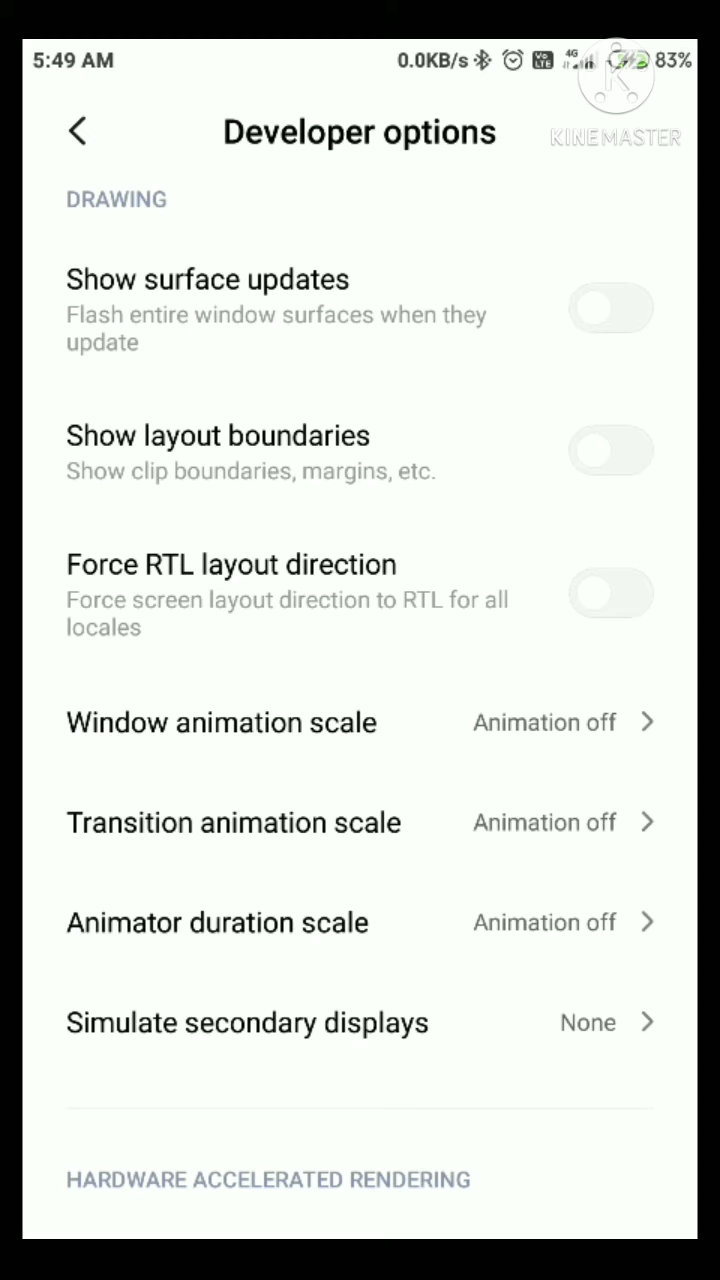 5:49 AM 0.0KB/s Vo LTE 4G 83%
KINEMASTER
Developer options
DRAWING
Show surface updates
Flash entire window surfaces when they
update
Show layout boundaries
Show clip boundaries, margins, etc.
Force RTL layout direction
Force screen layout direction to RTL for all
locales
Window animation scale Animation off
Transition animation scale Animation off
Animator duration scale Animation off
Simulate secondary displays None
HARDWARE ACCELERATED RENDERING